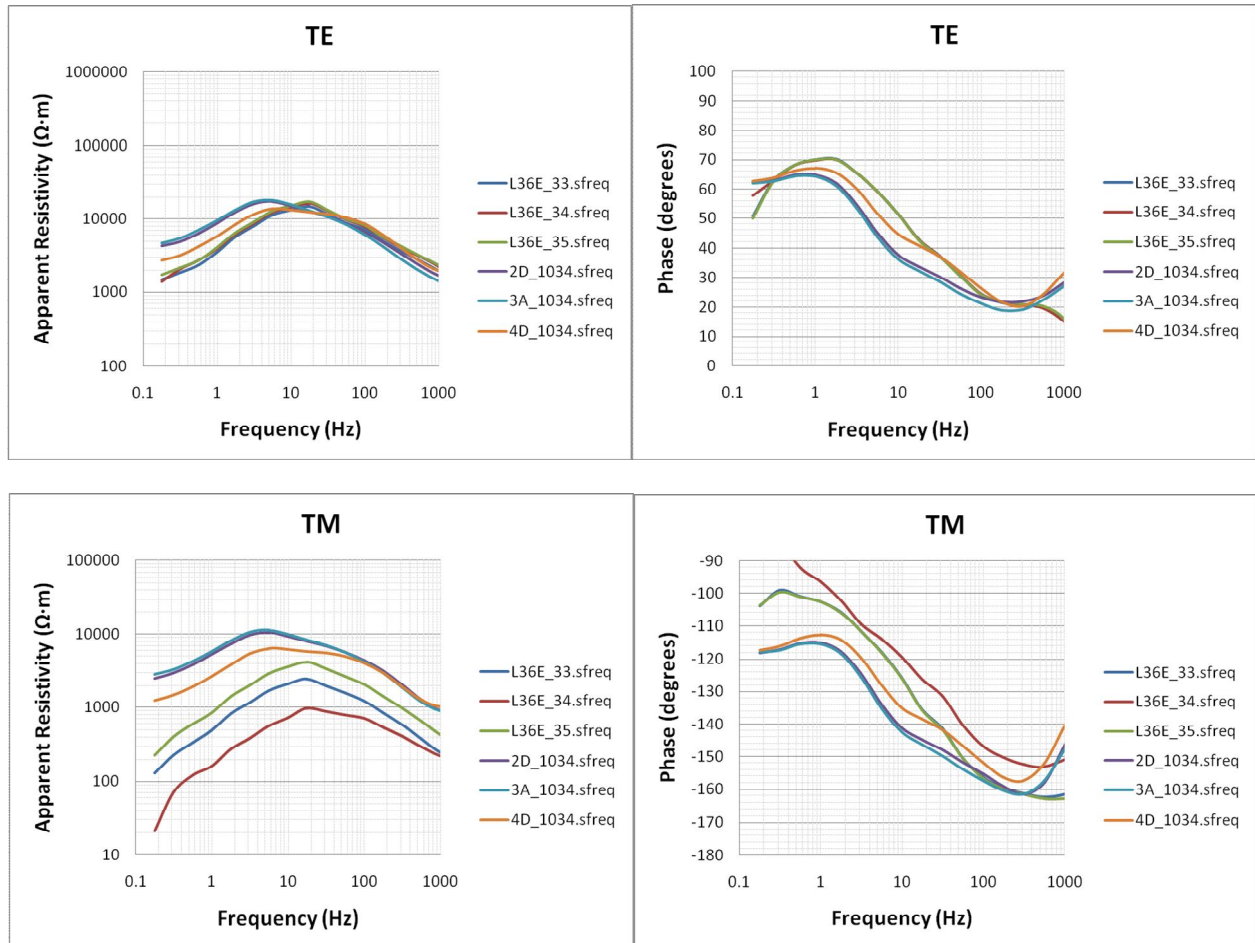 TE
Apparent Resistivity (Ω·m)
1000000
100000
10000
1000
100
0.1 1 10 100 1000
Frequency (Hz)
L36E_33.sfreq
L36E_34.sfreq
L36E_35.sfreq
2D_1034.sfreq
3A_1034.sfreq
4D_1034.sfreq
TE
Phase (degrees)
100
90
80
70
60
50
40
30
20
10
0
0.1 1 10 100 1000
Frequency (Hz)
L36E_33.sfreq
L36E_34.sfreq
L36E_35.sfreq
2D_1034.sfreq
3A_1034.sfreq
4D_1034.sfreq
TM
Apparent Resistivity (Ω·m)
100000
10000
1000
100
10
0.1 1 10 100 1000
Frequency (Hz)
L36E_33.sfreq
L36E_34.sfreq
L36E_35.sfreq
2D_1034.sfreq
3A_1034.sfreq
4D_1034.sfreq
TM
Phase (degrees)
-90
-100
-110
-120
-130
-140
-150
-160
-170
-180
0.1 1 10 100 1000
Frequency (Hz)
L36E_33.sfreq
L36E_34.sfreq
L36E_35.sfreq
2D_1034.sfreq
3A_1034.sfreq
4D_1034.sfreq